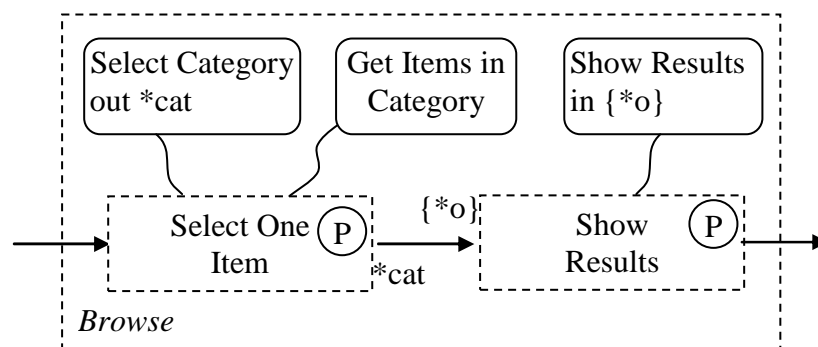 Select Category
out *cat
Get Items in
Category
Show Results
in {*o}
Select One
Item
P
{*o}
*cat
Show
Results
P
Browse